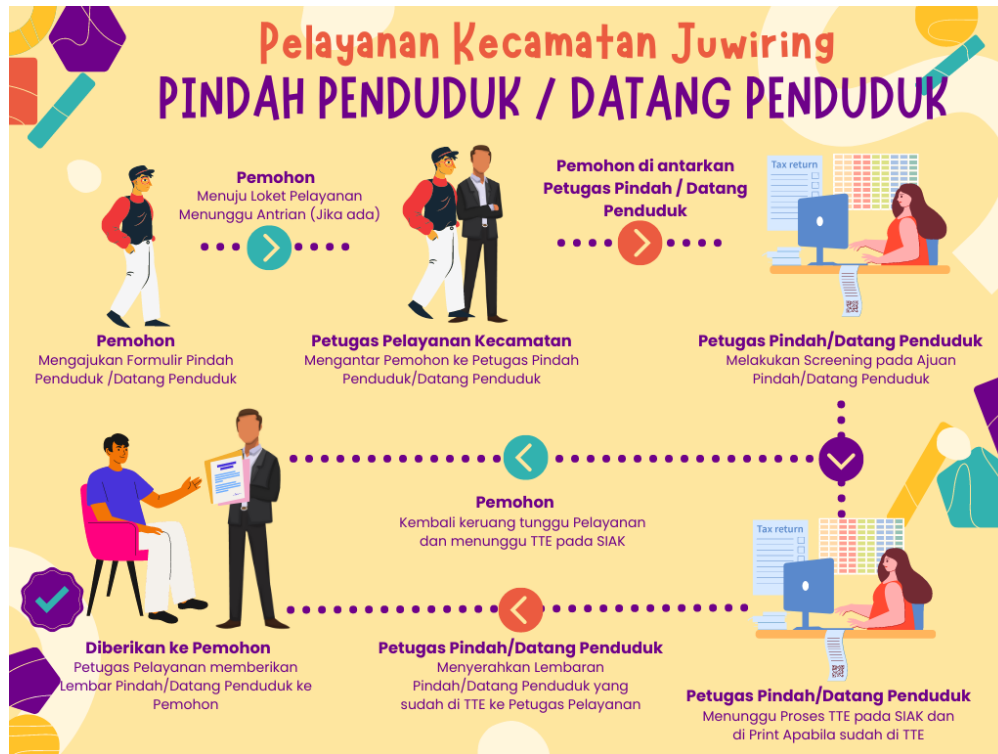 Pelayanan Kecamatan Juwiring
PINDAH PENDUDUK / DATANG PENDUDUK
Pemohon
Menuju Loket Pelayanan
Menunggu Antrian (Jika ada)
Pemohon di antarkan
Petugas Pindah / Datang
Penduduk
Tax return
Pemohon
Mengajukan Formulir Pindah
Penduduk /Datang Penduduk
Petugas Pelayanan Kecamatan
Mengantar Pemohon ke Petugas Pindah
Penduduk/Datang Penduduk
Petugas Pindah/Datang Penduduk
Melakukan Screening pada Ajuan
Pindah/Datang Penduduk
Pemohon
Kembali keruang tunggu Pelayanan
dan menunggu TTE pada SIAK
Tax return
Petugas Pindah/Datang Penduduk
Menunggu Proses TTE pada SIAK dan
di Print Apabila sudah di TTE
Petugas Pindah/Datang Penduduk
Menyerahkan Lembaran
Pindah/Datang Penduduk yang
sudah di TTE ke Petugas Pelayanan
Diberikan ke Pemohon
Petugas Pelayanan memberikan
Lembar Pindah/Datang Penduduk ke
Pemohon